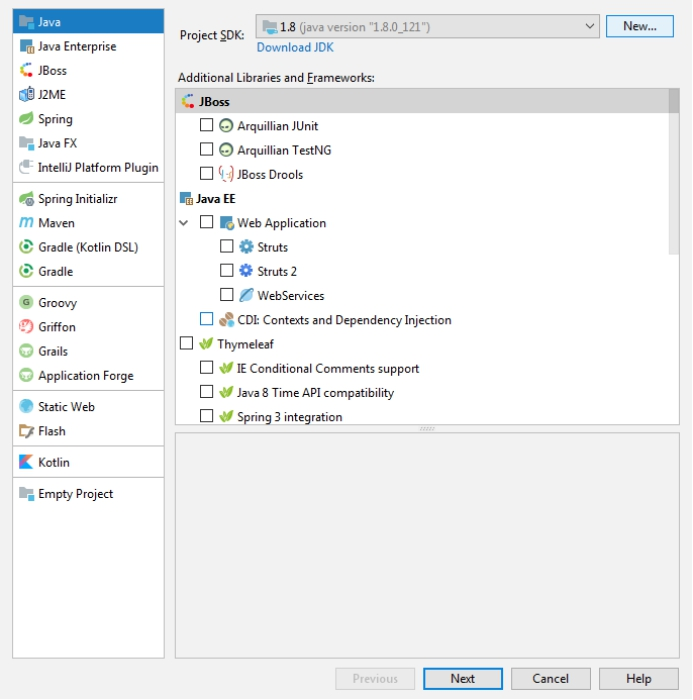 Java
Java Enterprise
JBoss
J2ME
Spring
Java FX
IntelliJ Platform Plugin
Spring Initializr
Maven
Gradle (Kotlin DSL)
Gradle
Groovy
Griffon
Grails
Application Forge
Static Web
Flash
Kotlin
Empty Project
Project SDK: 1.8 (java version "1.8.0_121") New...
Download JDK
Additional Libraries and Frameworks:
JBoss
Arquillian JUnit
Arquillian TestNG
JBoss Drools
Java EE
Web Application
Struts
Struts 2
WebServices
CDI: Contexts and Dependency Injection
Thymeleaf
IE Conditional Comments support
Java 8 Time API compatibility
Spring 3 integration
Previous Next Cancel Help